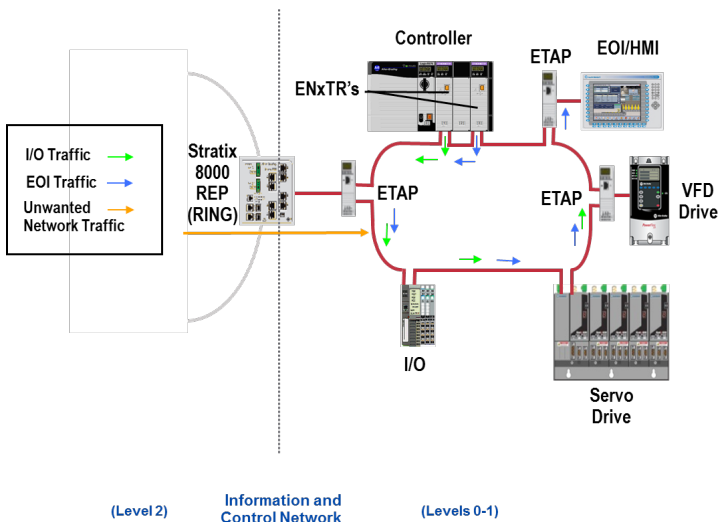 Controller
ETAP
EOI/HMI
ENxTR's
I/O Traffic
EOI Traffic
Unwanted
Network Traffic
Stratix
8000
REP
(RING)
ETAP
ETAP
VFD
Drive
I/O
Servo
Drive
(Level 2)
Information and
Control Network
(Levels 0-1)